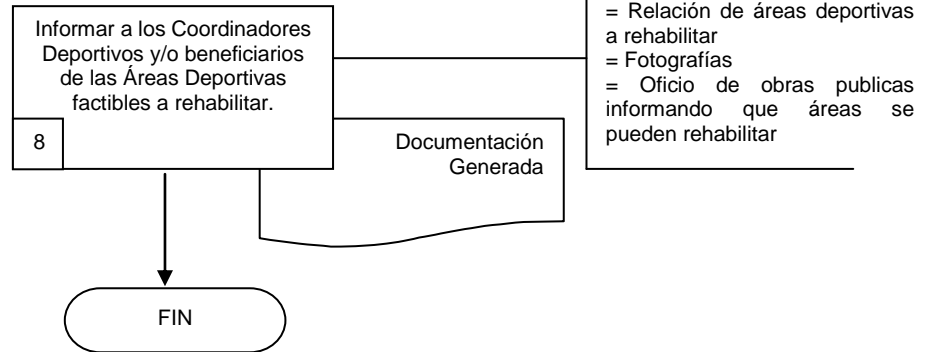 Informar a los Coordinadores
Deportivos y/o beneficiarios
de las Áreas Deportivas
factibles a rehabilitar.
8
= Relación de áreas deportivas
a rehabilitar
= Fotografías
= Oficio de obras publicas
informando que áreas se
pueden rehabilitar
Documentación
Generada
FIN